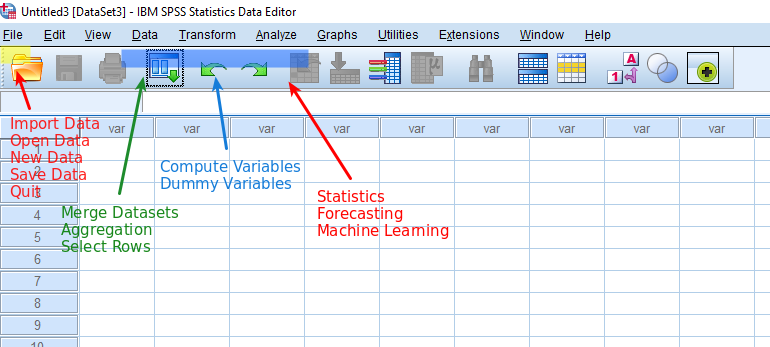 Untitled3 [DataSet3] - IBM SPSS Statistics Data Editor
File Edit View Data Transform Analyze Graphs Utilities Extensions Window Help
A
1
var var var var var var var var var
1
2
3
4
5
6
7
8
9
10
Import Data
Open Data
New Data
Save Data
Quit
Merge Datasets
Aggregation
Select Rows
Compute Variables
Dummy Variables
Statistics
Forecasting
Machine Learning